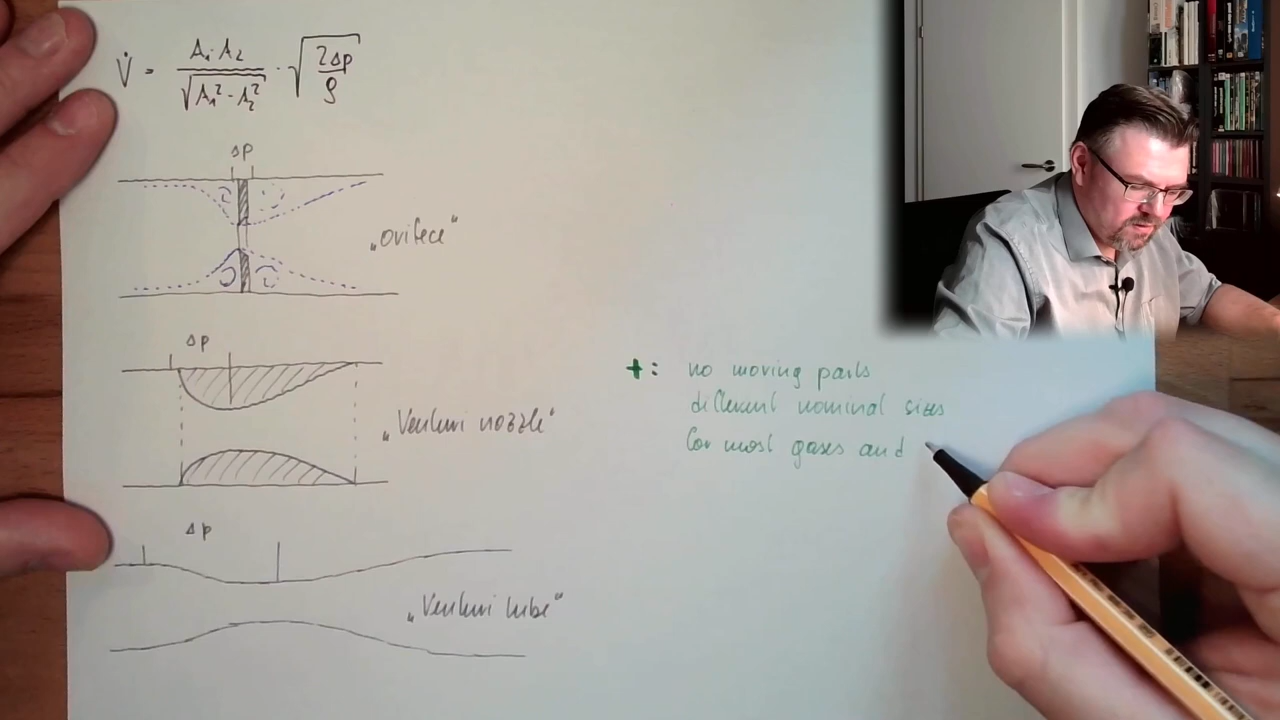 V̇ = A₁·A₂ / √(A₁² - A₂²) · √(2Δp / ρ)
Δp
„Orifece"
Δp
„Venturi nozzle"
Δp
„Venturi tube"
+: no moving parts
different nominal sizes
for most gases and